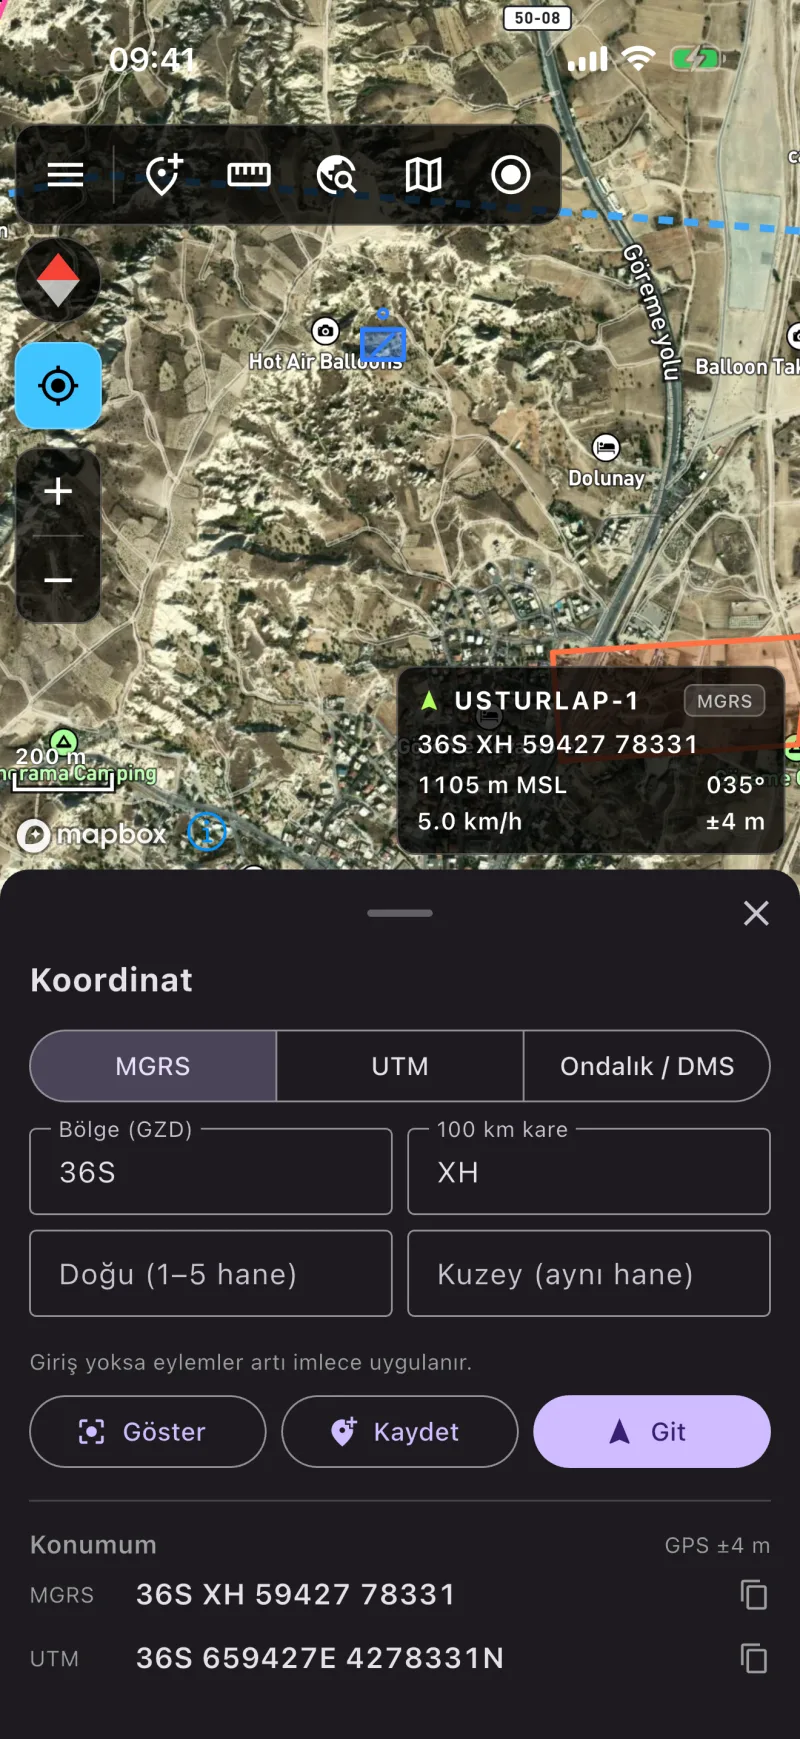 50-08
09:41
Göreme yolu
Hot Air Balloons
Balloon Tak
Dolunay
USTURLAP-1
MGRS
36S XH 59427 78331
1105 m MSL
035°
5.0 km/h
±4 m
200 m
norama Camping
mapbox
Koordinat
MGRS
UTM
Ondalık / DMS
Bölge (GZD)
100 km kare
36S
XH
Doğu (1–5 hane)
Kuzey (aynı hane)
Giriş yoksa eylemler artı imlece uygulanır.
Göster
Kaydet
Git
Konumum
GPS ±4 m
MGRS
36S XH 59427 78331
UTM
36S 659427E 4278331N